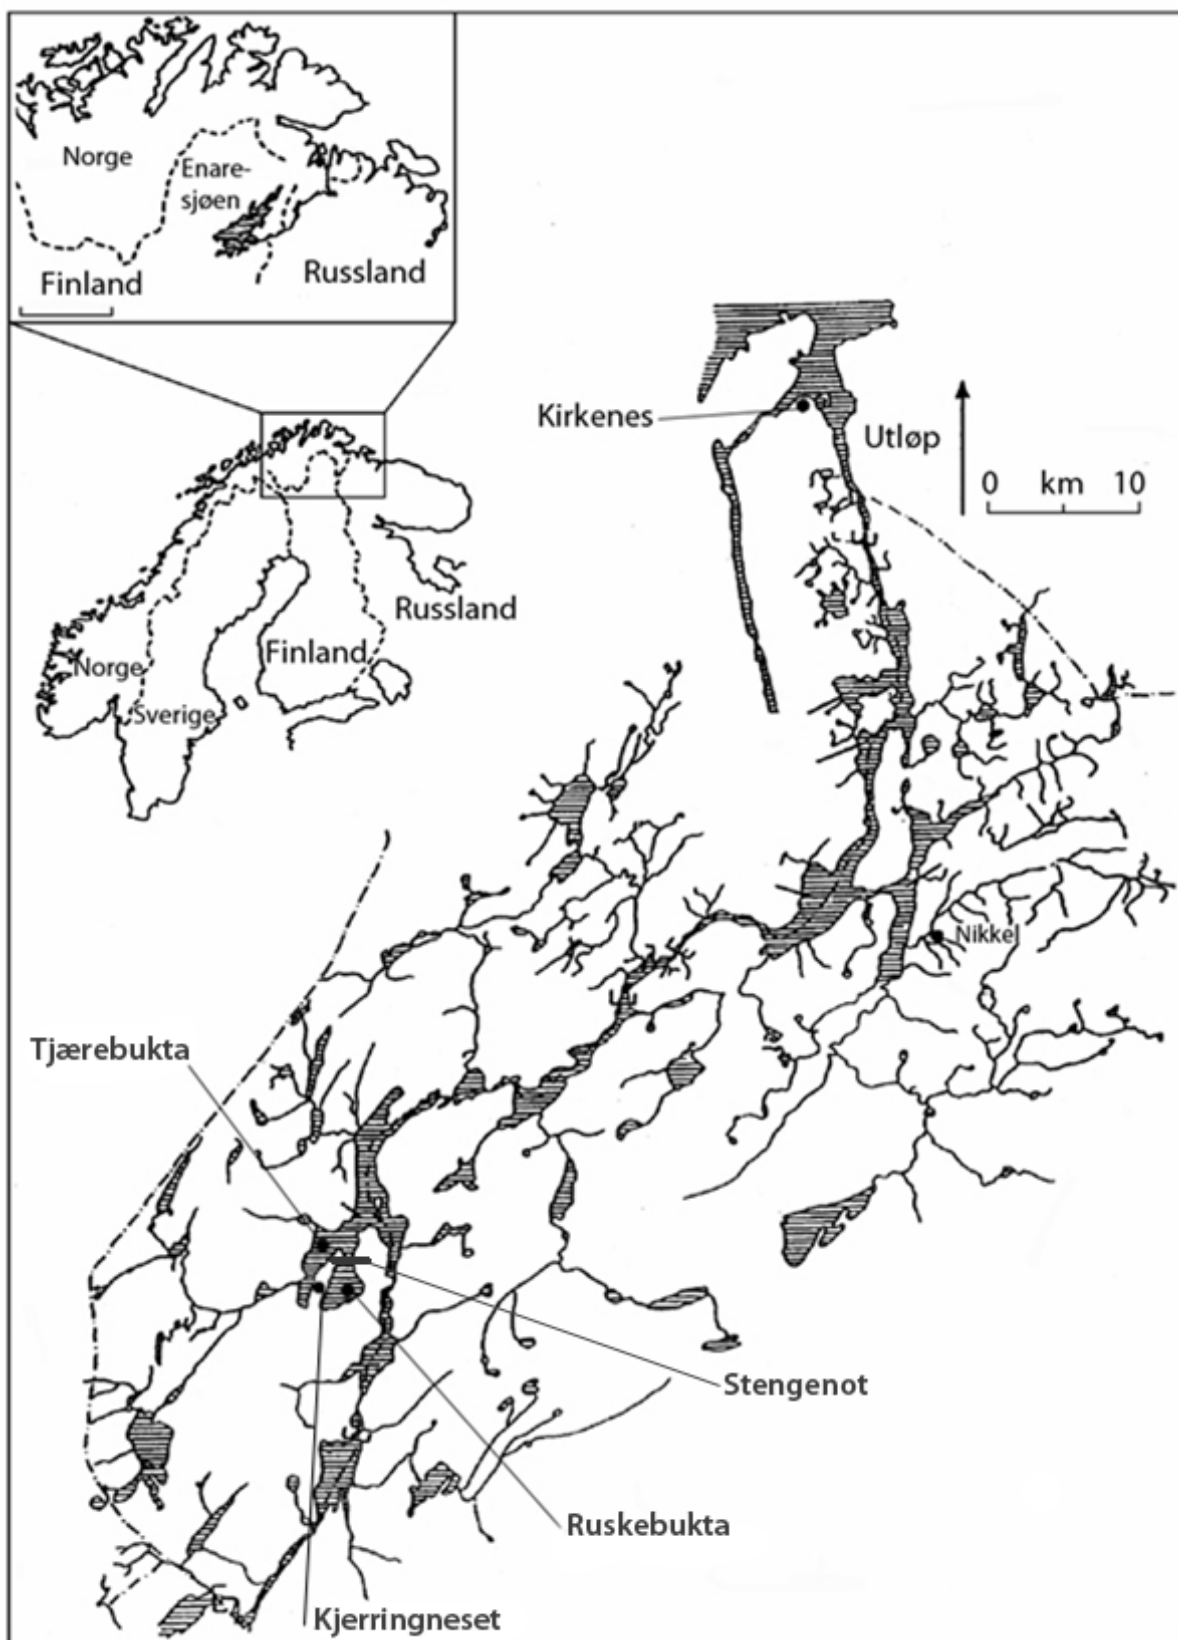 Norge
Enare-
sjøen
Finland
Russland
Kirkenes
Utløp
0 km 10
Russland
Norge
Finland
Sverige
Nikkel
Tjærebukta
Stengenot
Ruskebukta
Kjerringneset